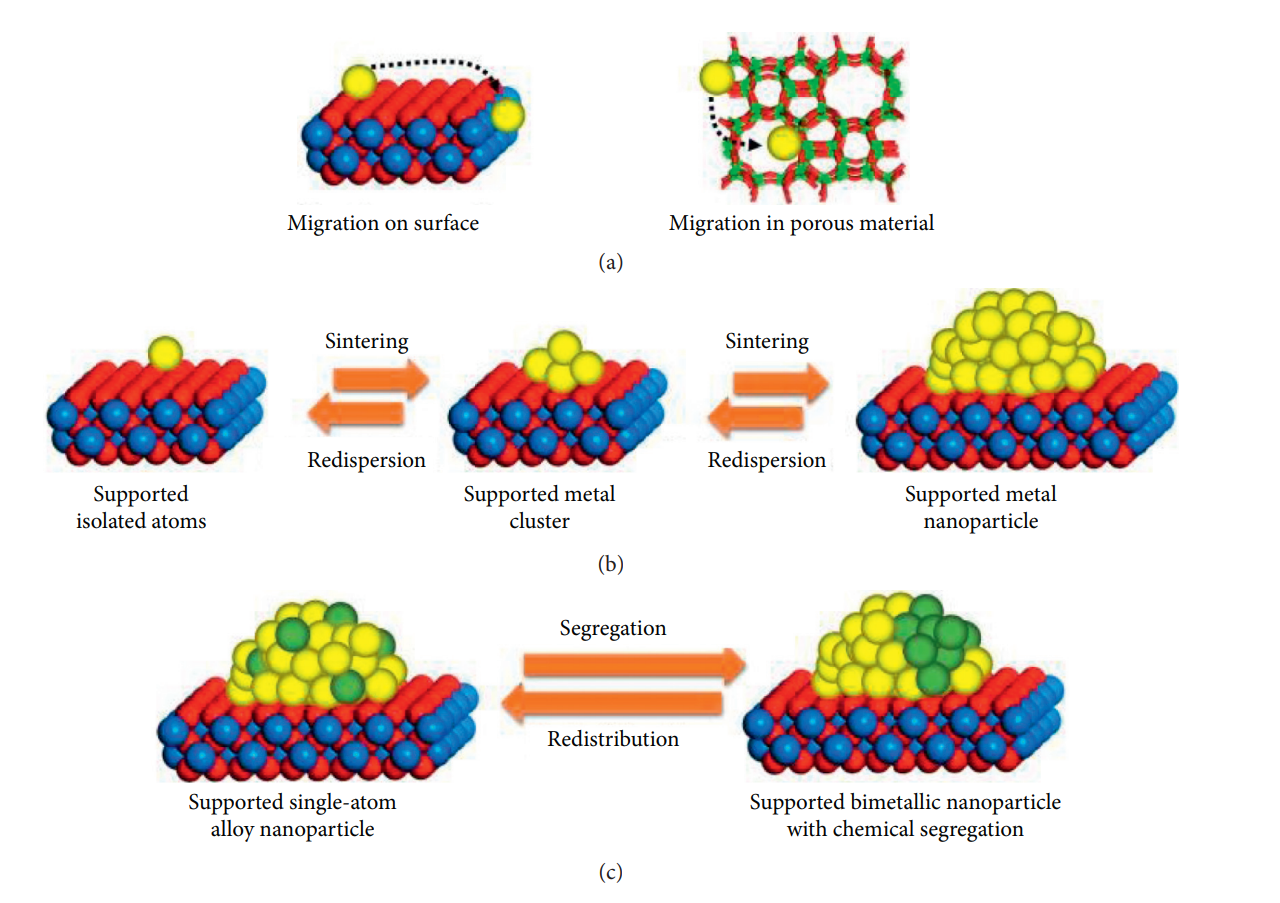 Migration on surface
Migration in porous material
(a)
Sintering
Sintering
Redispersion
Redispersion
Supported
isolated atoms
Supported metal
cluster
Supported metal
nanoparticle
(b)
Segregation
Redistribution
Supported single-atom
alloy nanoparticle
Supported bimetallic nanoparticle
with chemical segregation
(c)